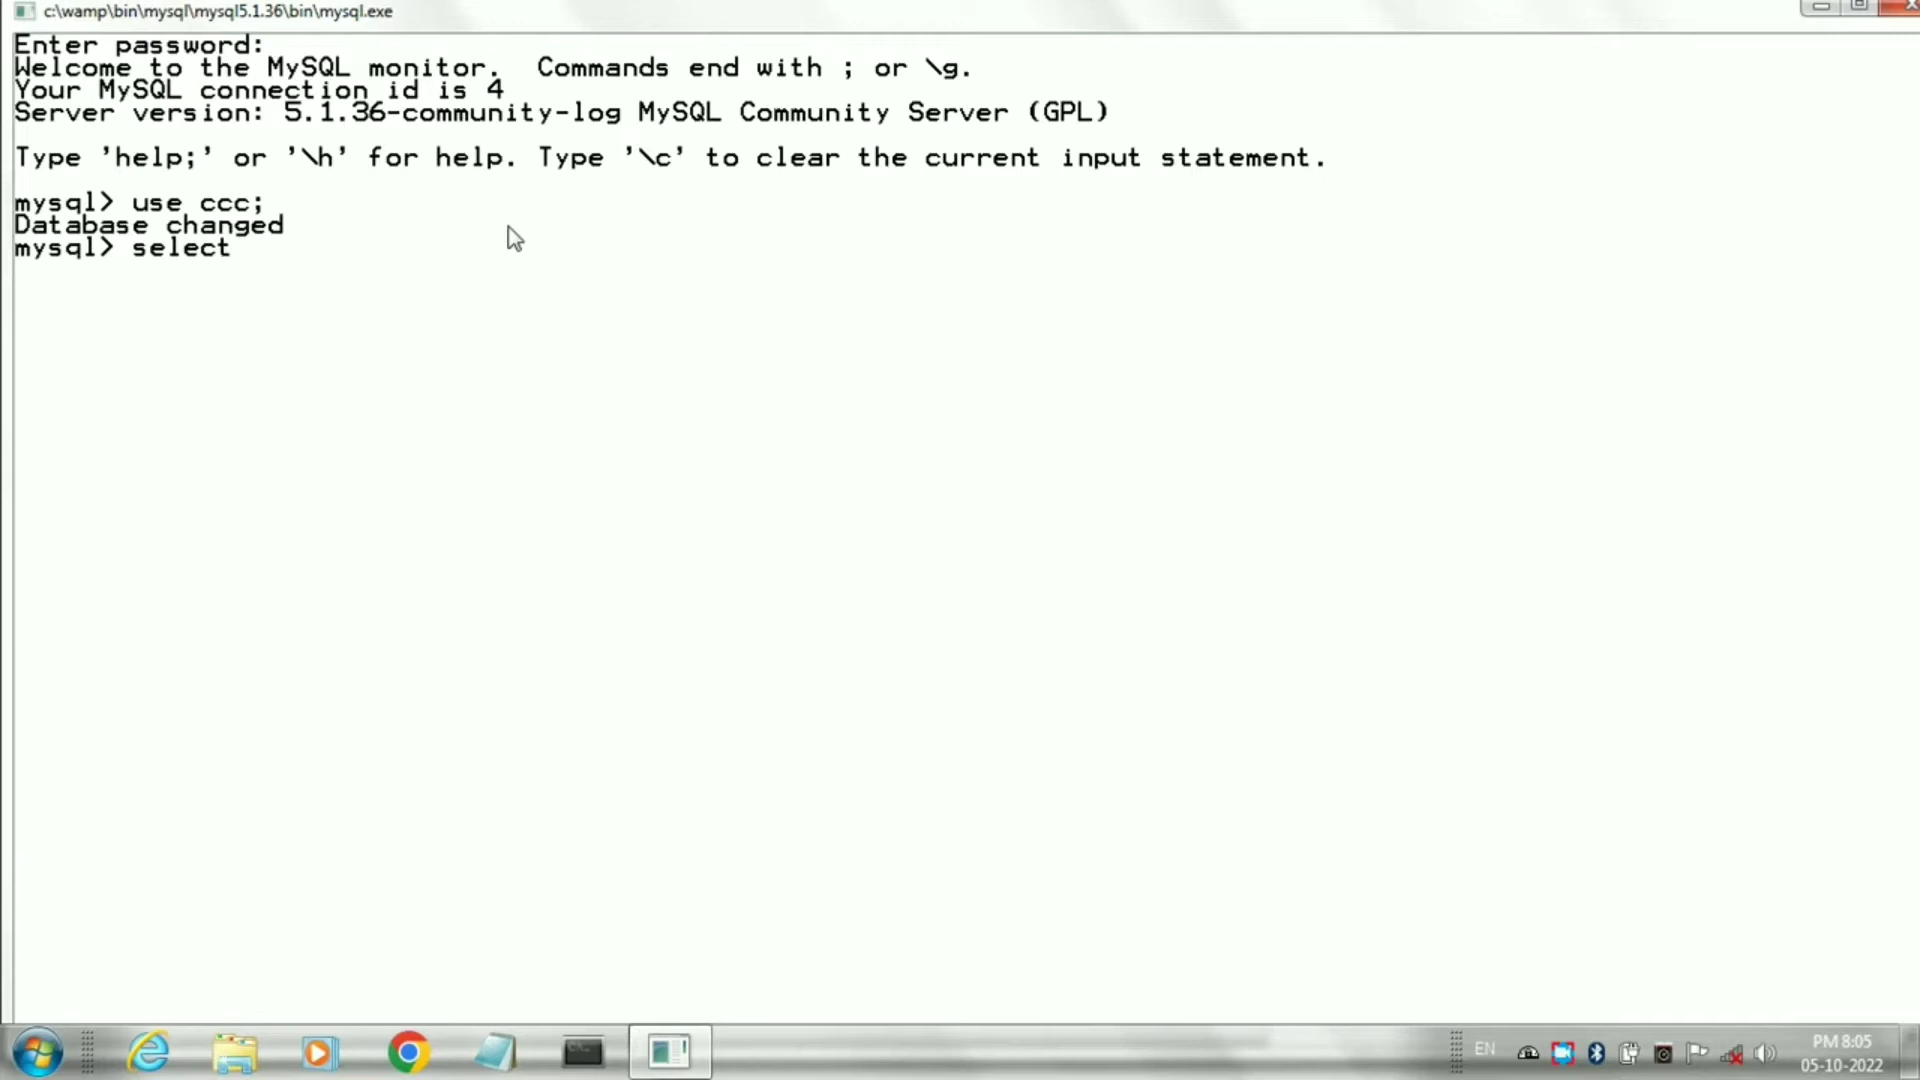 c:\wamp\bin\mysql\mysql5.1.36\bin\mysql.exe
Enter password:
Welcome to the MySQL monitor.  Commands end with ; or \g.
Your MySQL connection id is 4
Server version: 5.1.36-community-log MySQL Community Server (GPL)
Type 'help;' or '\h' for help. Type '\c' to clear the current input statement.
mysql> use ccc;
Database changed
mysql> select
EN
PM 8:05
05-10-2022